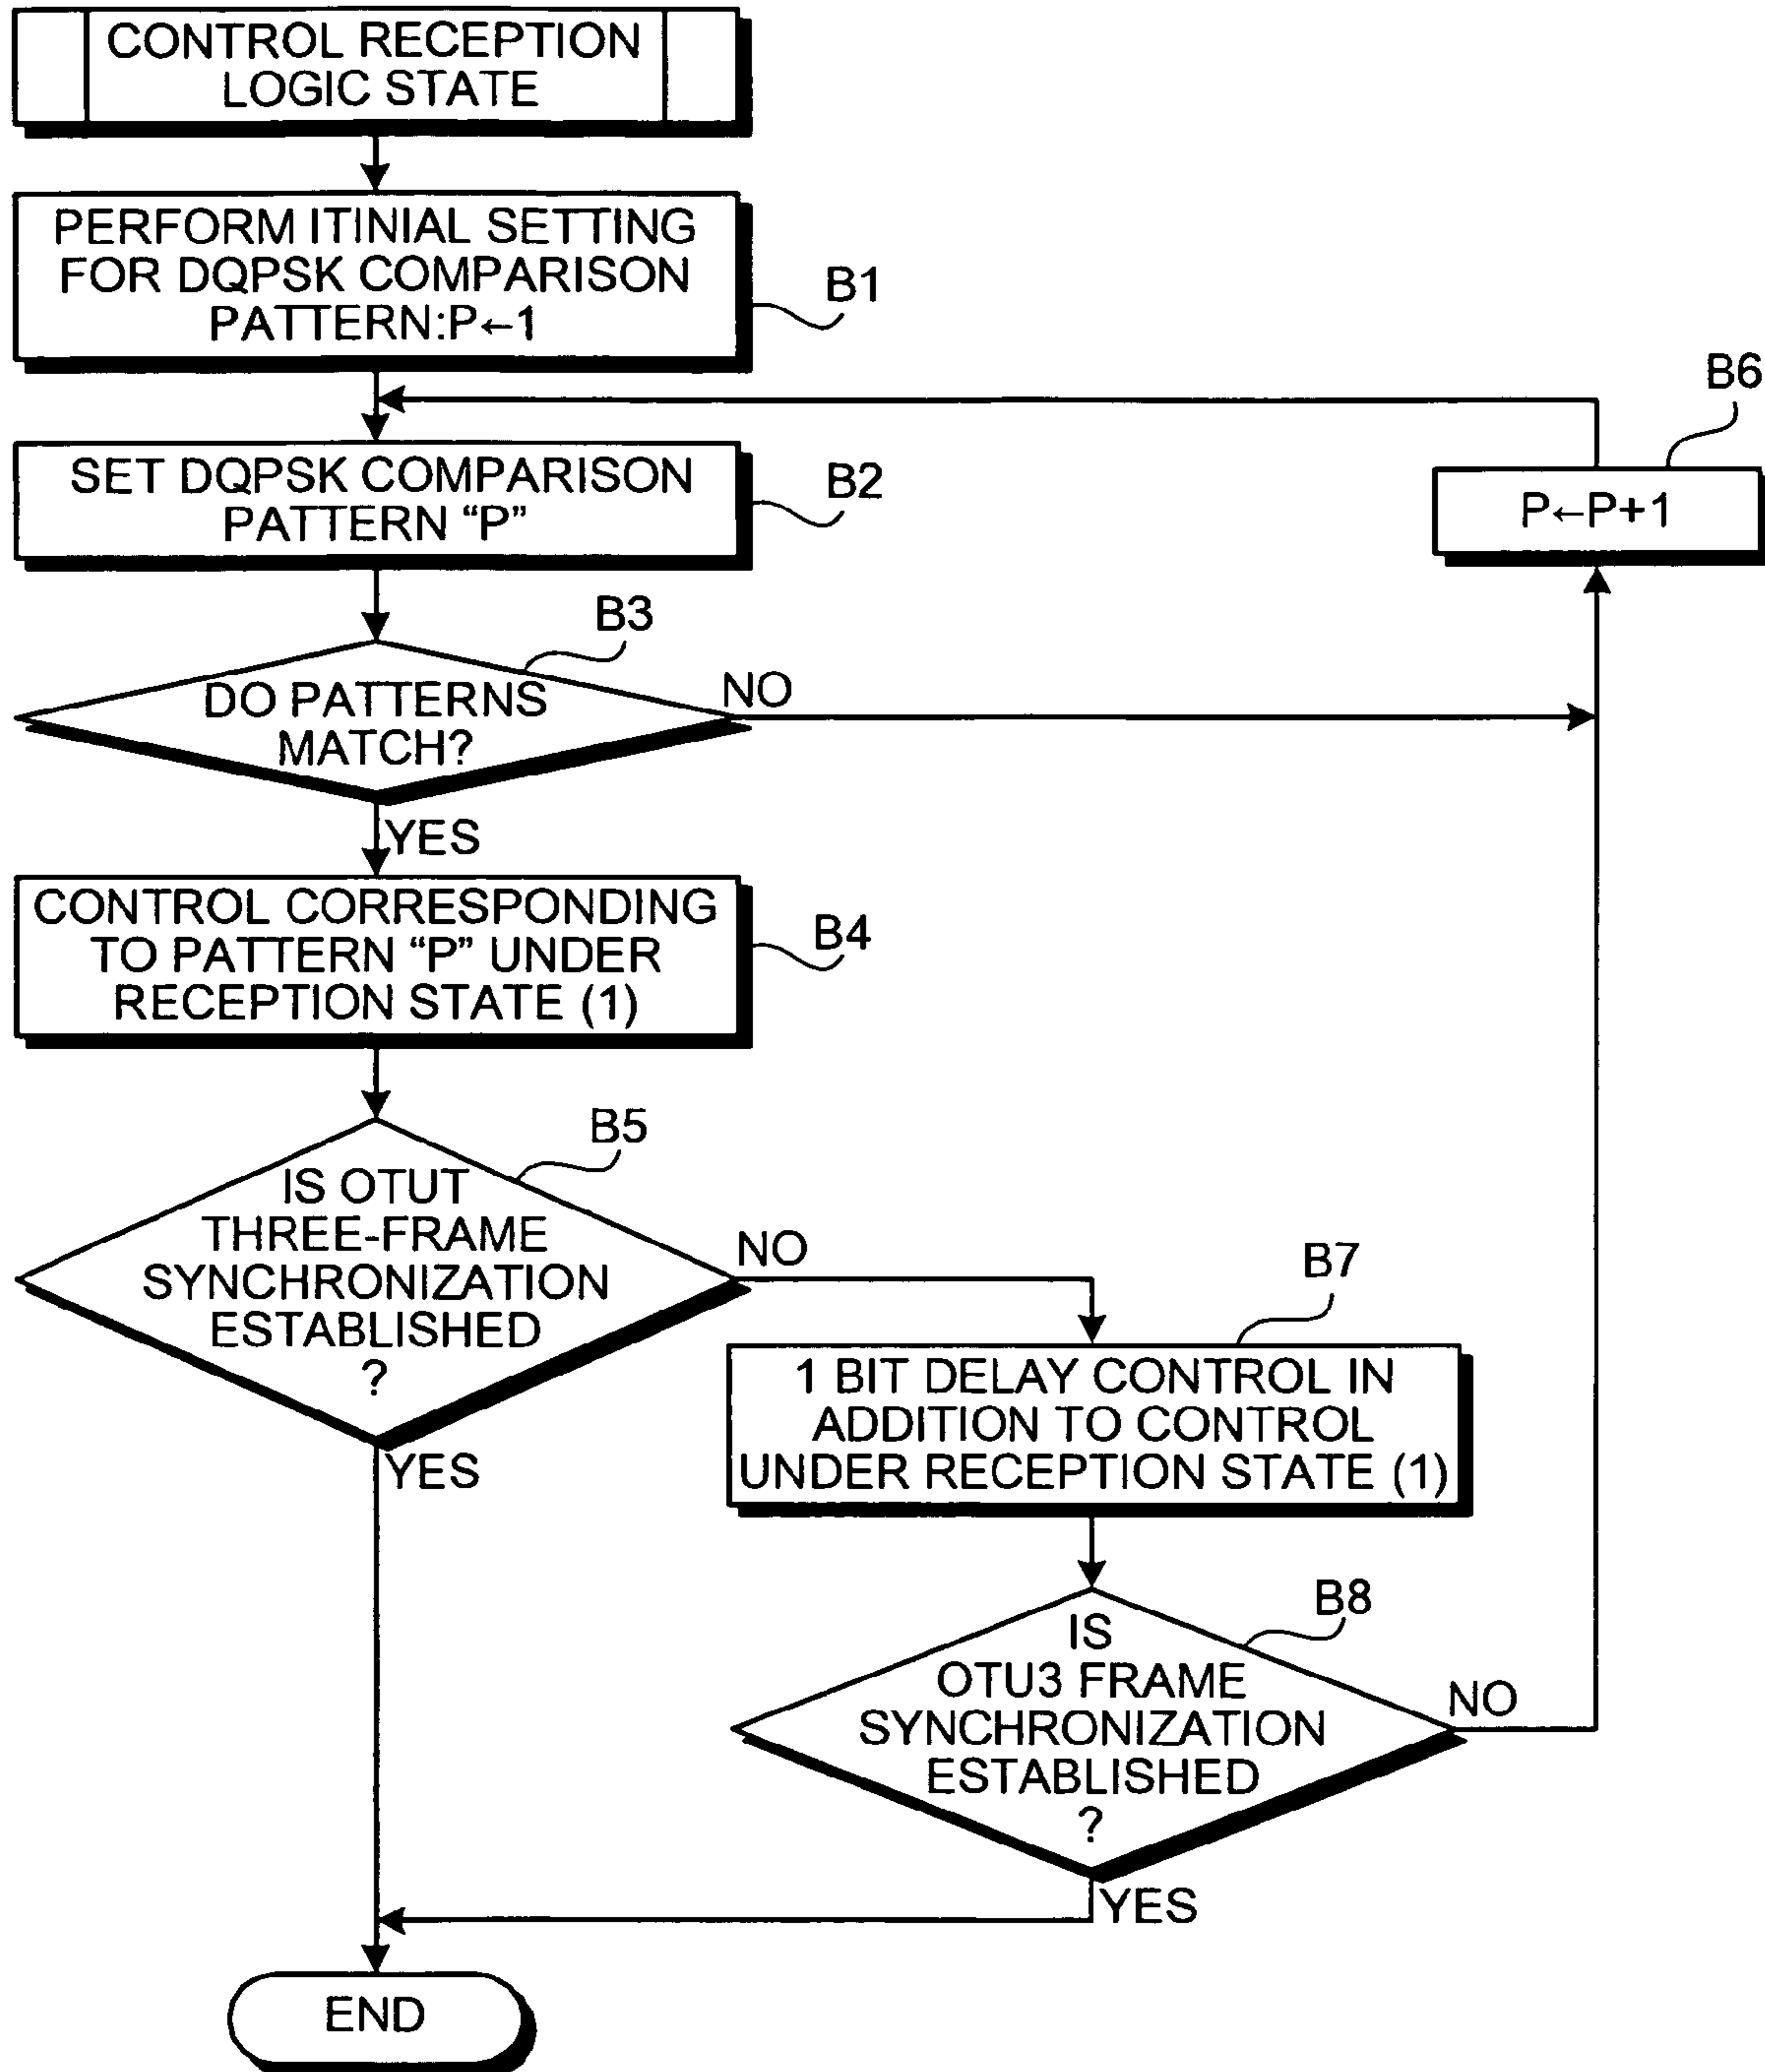 CONTROL RECEPTION
LOGIC STATE
PERFORM ITINIAL SETTING
FOR DQPSK COMPARISON
PATTERN:P←1
B1
B6
SET DQPSK COMPARISON
PATTERN “P”
B2
P←P+1
B3
DO PATTERNS
MATCH?
NO
YES
CONTROL CORRESPONDING
TO PATTERN “P” UNDER
RECEPTION STATE (1)
B4
B5
IS OTUT
THREE-FRAME
SYNCHRONIZATION
ESTABLISHED
?
NO
YES
B7
1 BIT DELAY CONTROL IN
ADDITION TO CONTROL
UNDER RECEPTION STATE (1)
B8
IS
OTU3 FRAME
SYNCHRONIZATION
ESTABLISHED
?
NO
YES
END